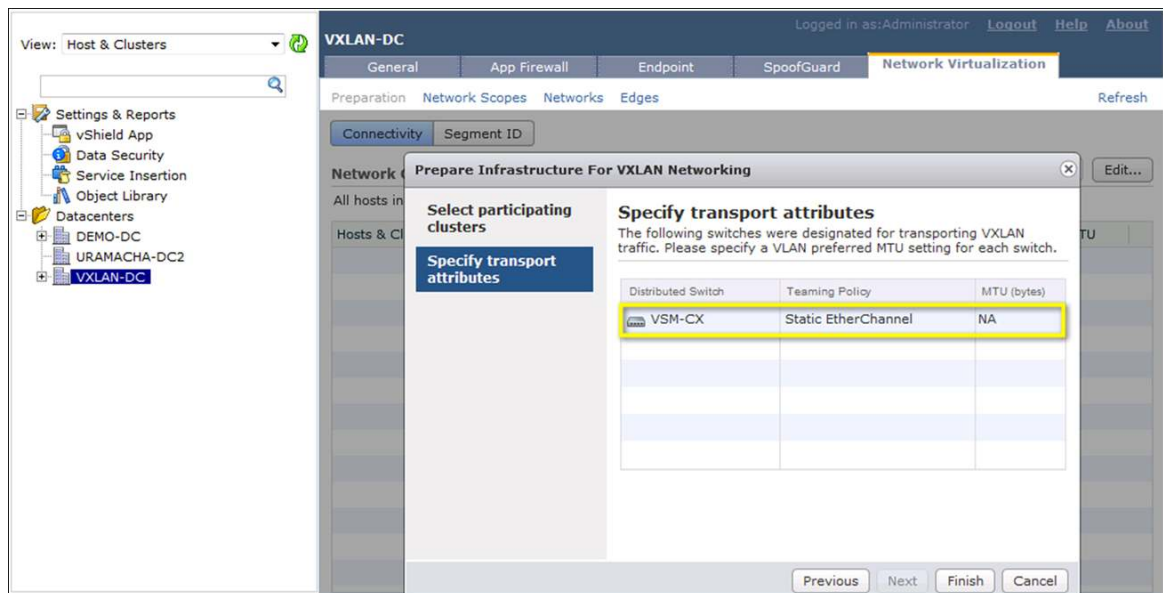 Logged in as:Administrator Logout Help About
View: Host & Clusters
VXLAN-DC
General App Firewall Endpoint SpoofGuard Network Virtualization
Preparation Network Scopes Networks Edges Refresh
Settings & Reports
vShield App
Data Security
Service Insertion
Object Library
Datacenters
DEMO-DC
URAMACHA-DC2
VXLAN-DC
Connectivity Segment ID
Network
Edit...
All hosts in
Hosts & Cl
TU
Prepare Infrastructure For VXLAN Networking
Select participating
clusters
Specify transport
attributes
Specify transport attributes
The following switches were designated for transporting VXLAN
traffic. Please specify a VLAN preferred MTU setting for each switch.
Distributed Switch Teaming Policy MTU (bytes)
VSM-CX Static EtherChannel NA
Previous Next Finish Cancel